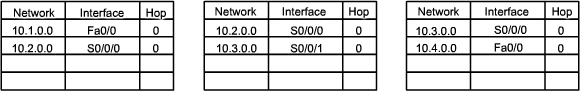 Network Interface Hop
10.1.0.0 Fa0/0 0
10.2.0.0 S0/0/0 0
Network Interface Hop
10.2.0.0 S0/0/0 0
10.3.0.0 S0/0/1 0
Network Interface Hop
10.3.0.0 S0/0/0 0
10.4.0.0 Fa0/0 0